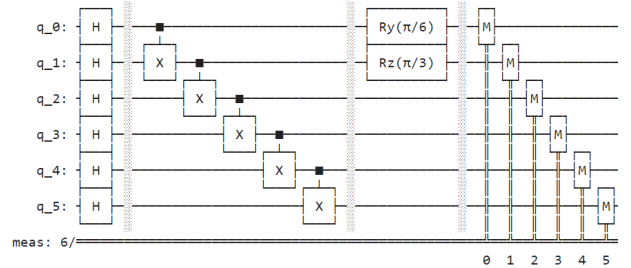 q_0: H ■ Ry(π/6) M
q_1: H X ■ Rz(π/3) M
q_2: H X ■ M
q_3: H X ■ M
q_4: H X ■ M
q_5: H X M
meas: 6/
0 1 2 3 4 5